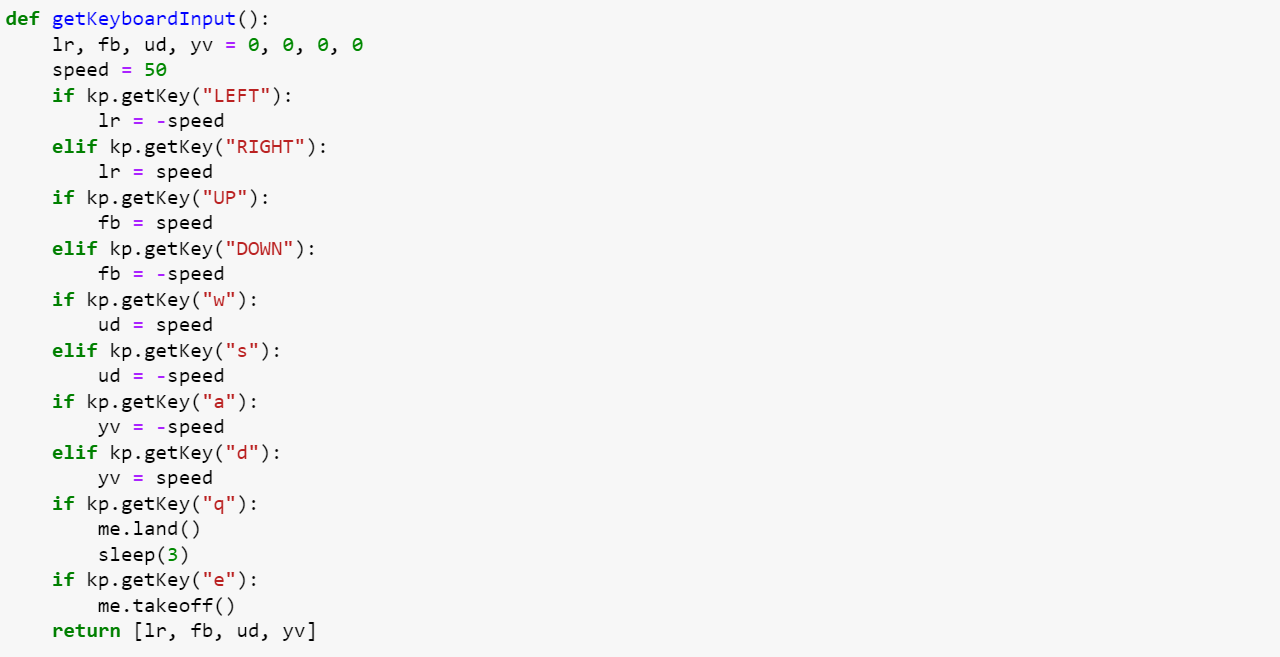 def getKeyboardInput():
    lr, fb, ud, yv = 0, 0, 0, 0
    speed = 50
    if kp.getKey("LEFT"):
        lr = -speed
    elif kp.getKey("RIGHT"):
        lr = speed
    if kp.getKey("UP"):
        fb = speed
    elif kp.getKey("DOWN"):
        fb = -speed
    if kp.getKey("w"):
        ud = speed
    elif kp.getKey("s"):
        ud = -speed
    if kp.getKey("a"):
        yv = -speed
    elif kp.getKey("d"):
        yv = speed
    if kp.getKey("q"):
        me.land()
        sleep(3)
    if kp.getKey("e"):
        me.takeoff()
    return [lr, fb, ud, yv]